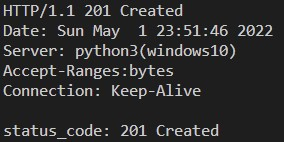 HTTP/1.1 201 Created
Date: Sun May  1 23:51:46 2022
Server: python3(windows10)
Accept-Ranges:bytes
Connection: Keep-Alive

status_code: 201 Created